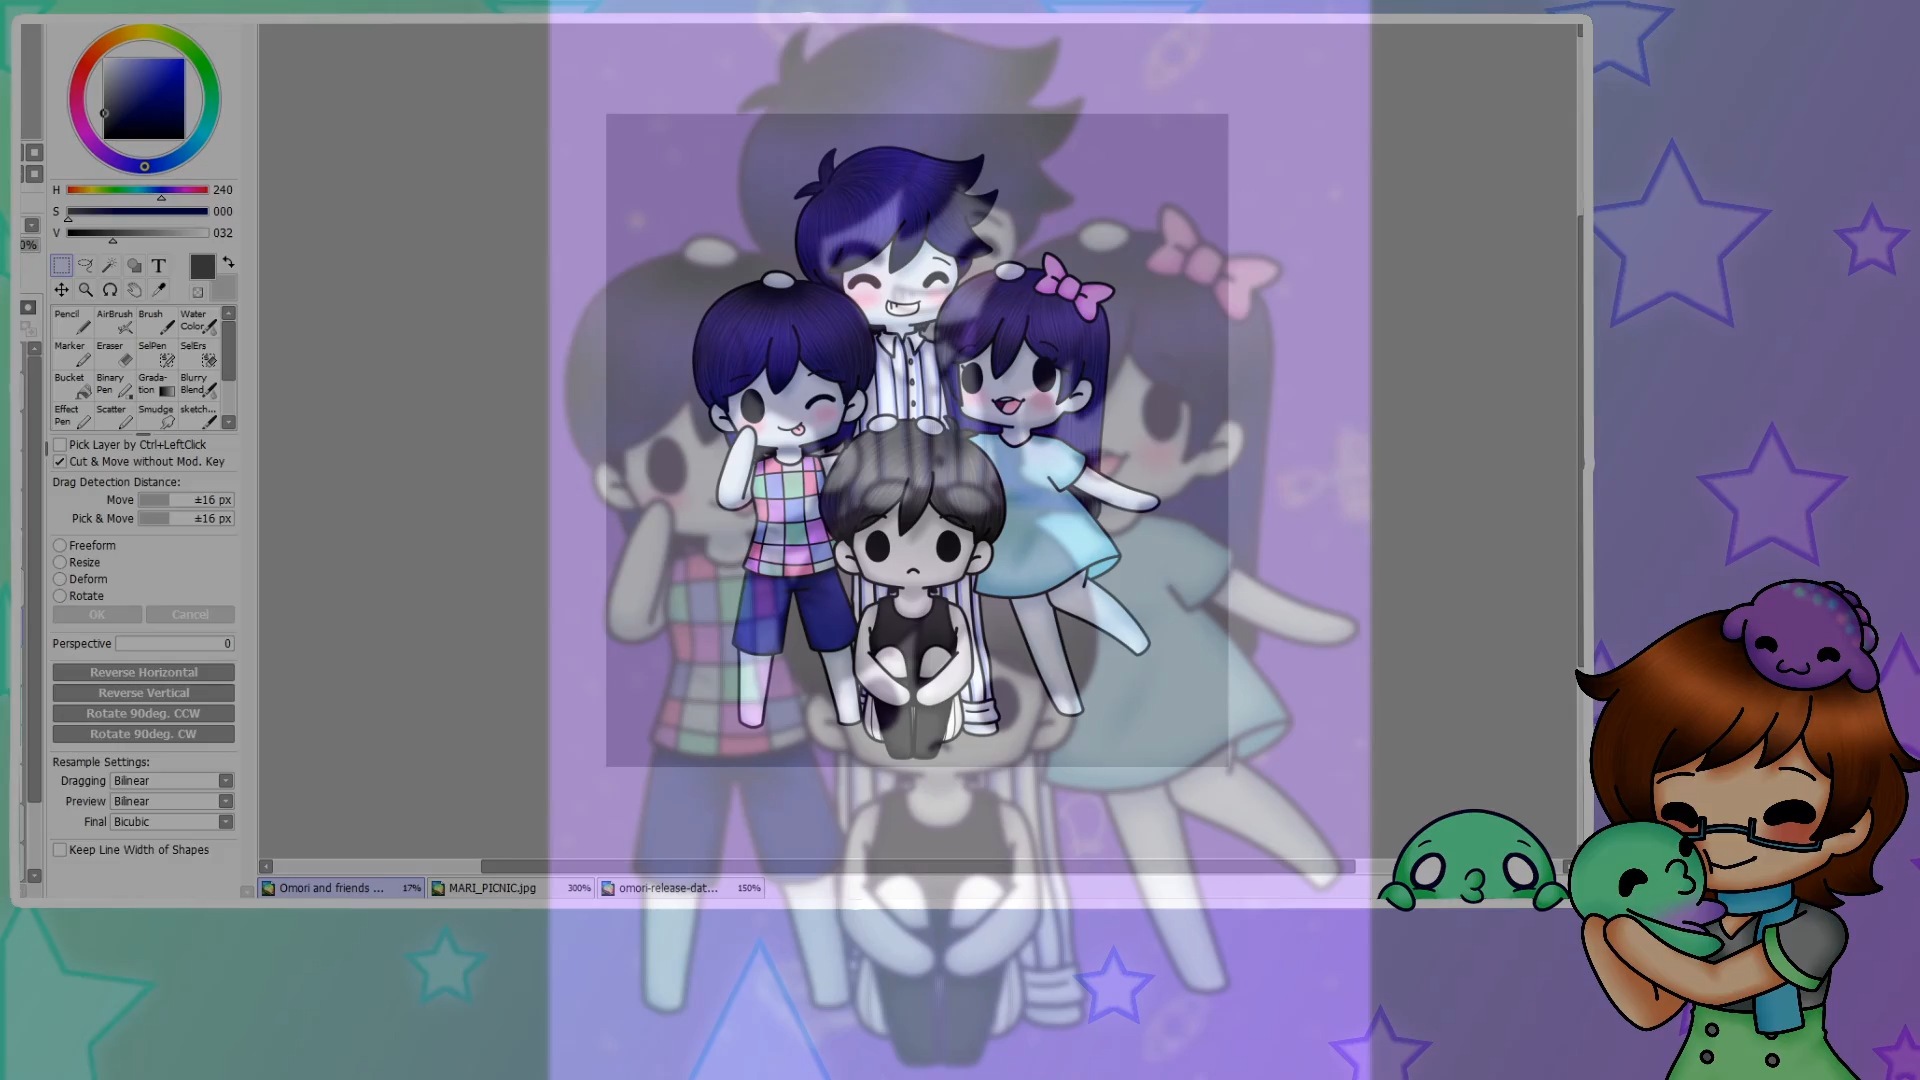 H 240
S 000
V 032
0%
T
Pencil AirBrush Brush Water Color
Marker Eraser SelPen SelErs
Bucket Binary Pen Grada-tion Blurry Blend
Effect Pen Scatter Smudge sketch...
Pick Layer by Ctrl+LeftClick
Cut & Move without Mod. Key
Drag Detection Distance:
Move ±16 px
Pick & Move ±16 px
Freeform
Resize
Deform
Rotate
OK Cancel
Perspective 0
Reverse Horizontal
Reverse Vertical
Rotate 90deg. CCW
Rotate 90deg. CW
Resample Settings:
Dragging Bilinear
Preview Bilinear
Final Bicubic
Keep Line Width of Shapes
Omori and friends ... 17% MARI_PICNIC.jpg 300% omori-release-dat... 150%